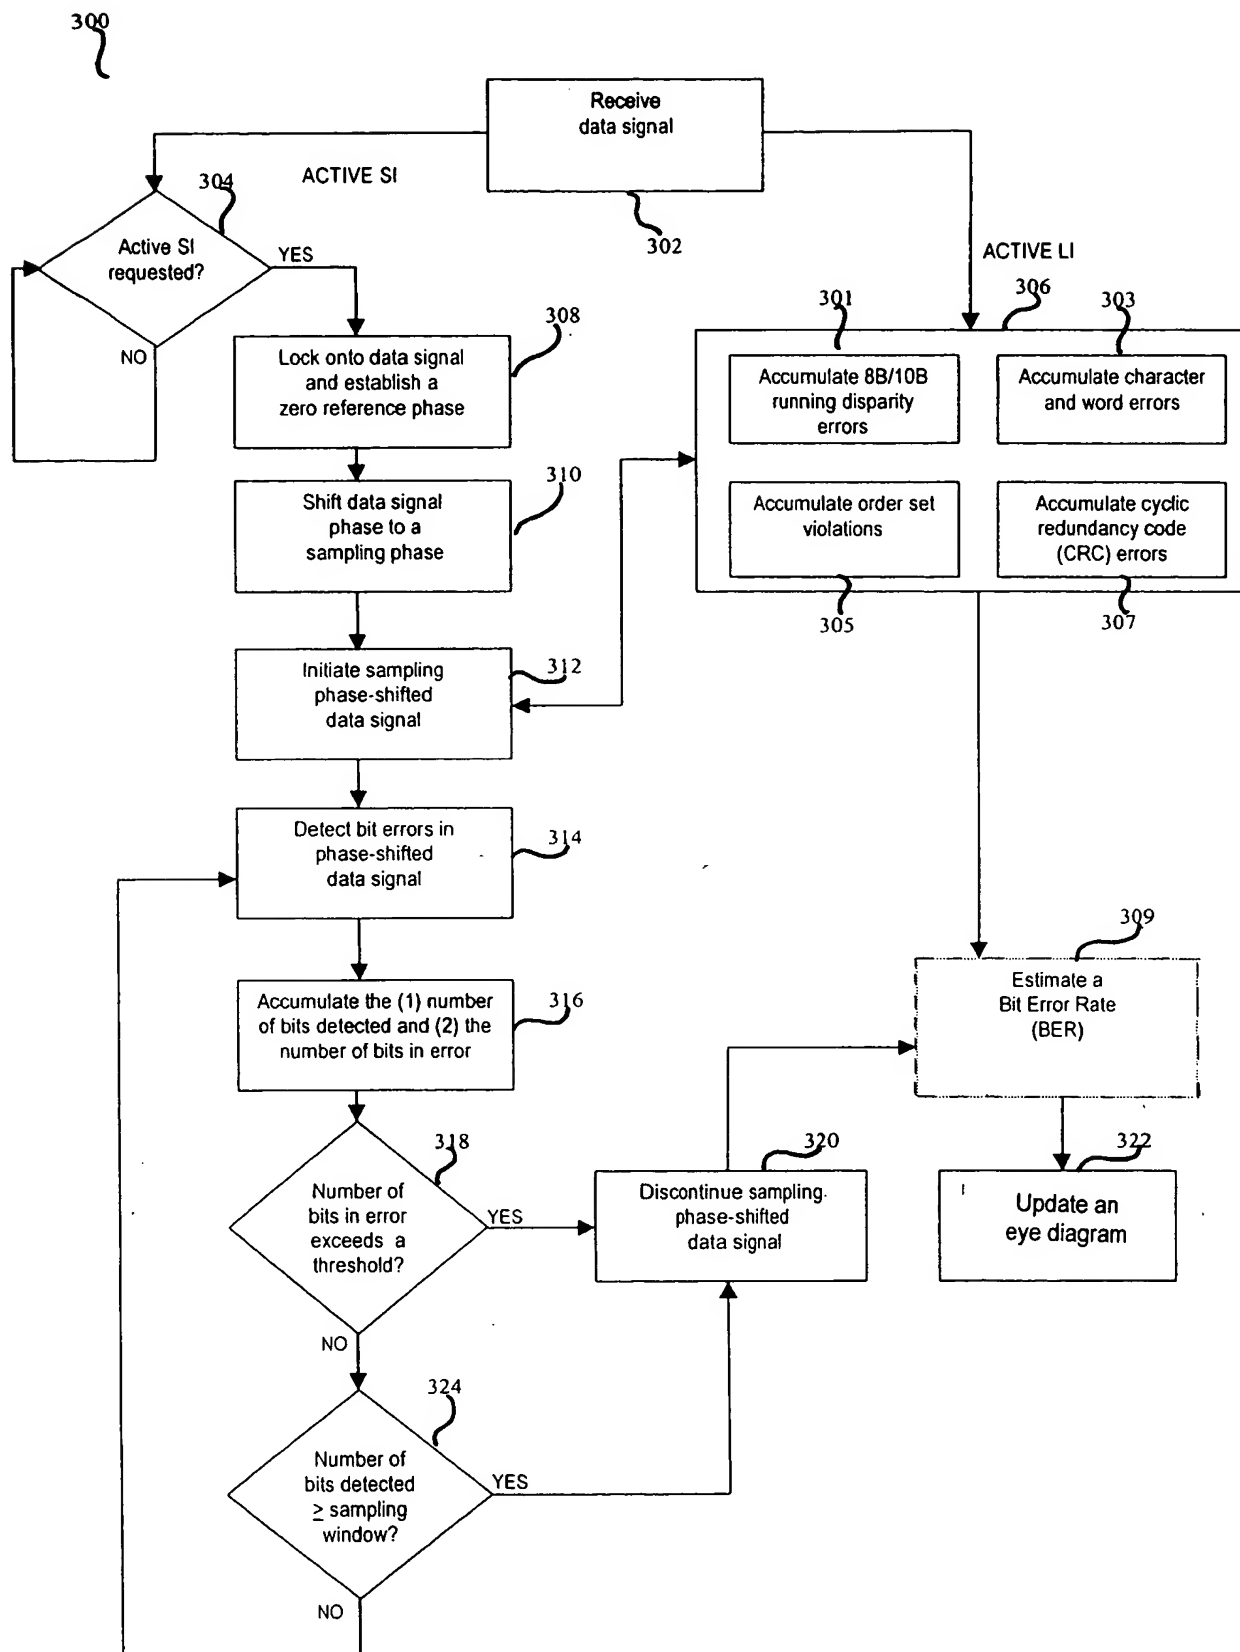 300
Receive
data signal
302
ACTIVE SI
304
Active SI
requested?
YES
NO
ACTIVE LI
306
301
Accumulate 8B/10B
running disparity
errors
303
Accumulate character
and word errors
Accumulate order set
violations
305
Accumulate cyclic
redundancy code
(CRC) errors
307
308
Lock onto data signal
and establish a
zero reference phase
310
Shift data signal
phase to a
sampling phase
312
Initiate sampling
phase-shifted
data signal
314
Detect bit errors in
phase-shifted
data signal
316
Accumulate the (1) number
of bits detected and (2) the
number of bits in error
318
Number of
bits in error
exceeds a
threshold?
YES
NO
320
Discontinue sampling
phase-shifted
data signal
309
Estimate a
Bit Error Rate
(BER)
322
Update an
eye diagram
324
Number of
bits detected
≥ sampling
window?
YES
NO